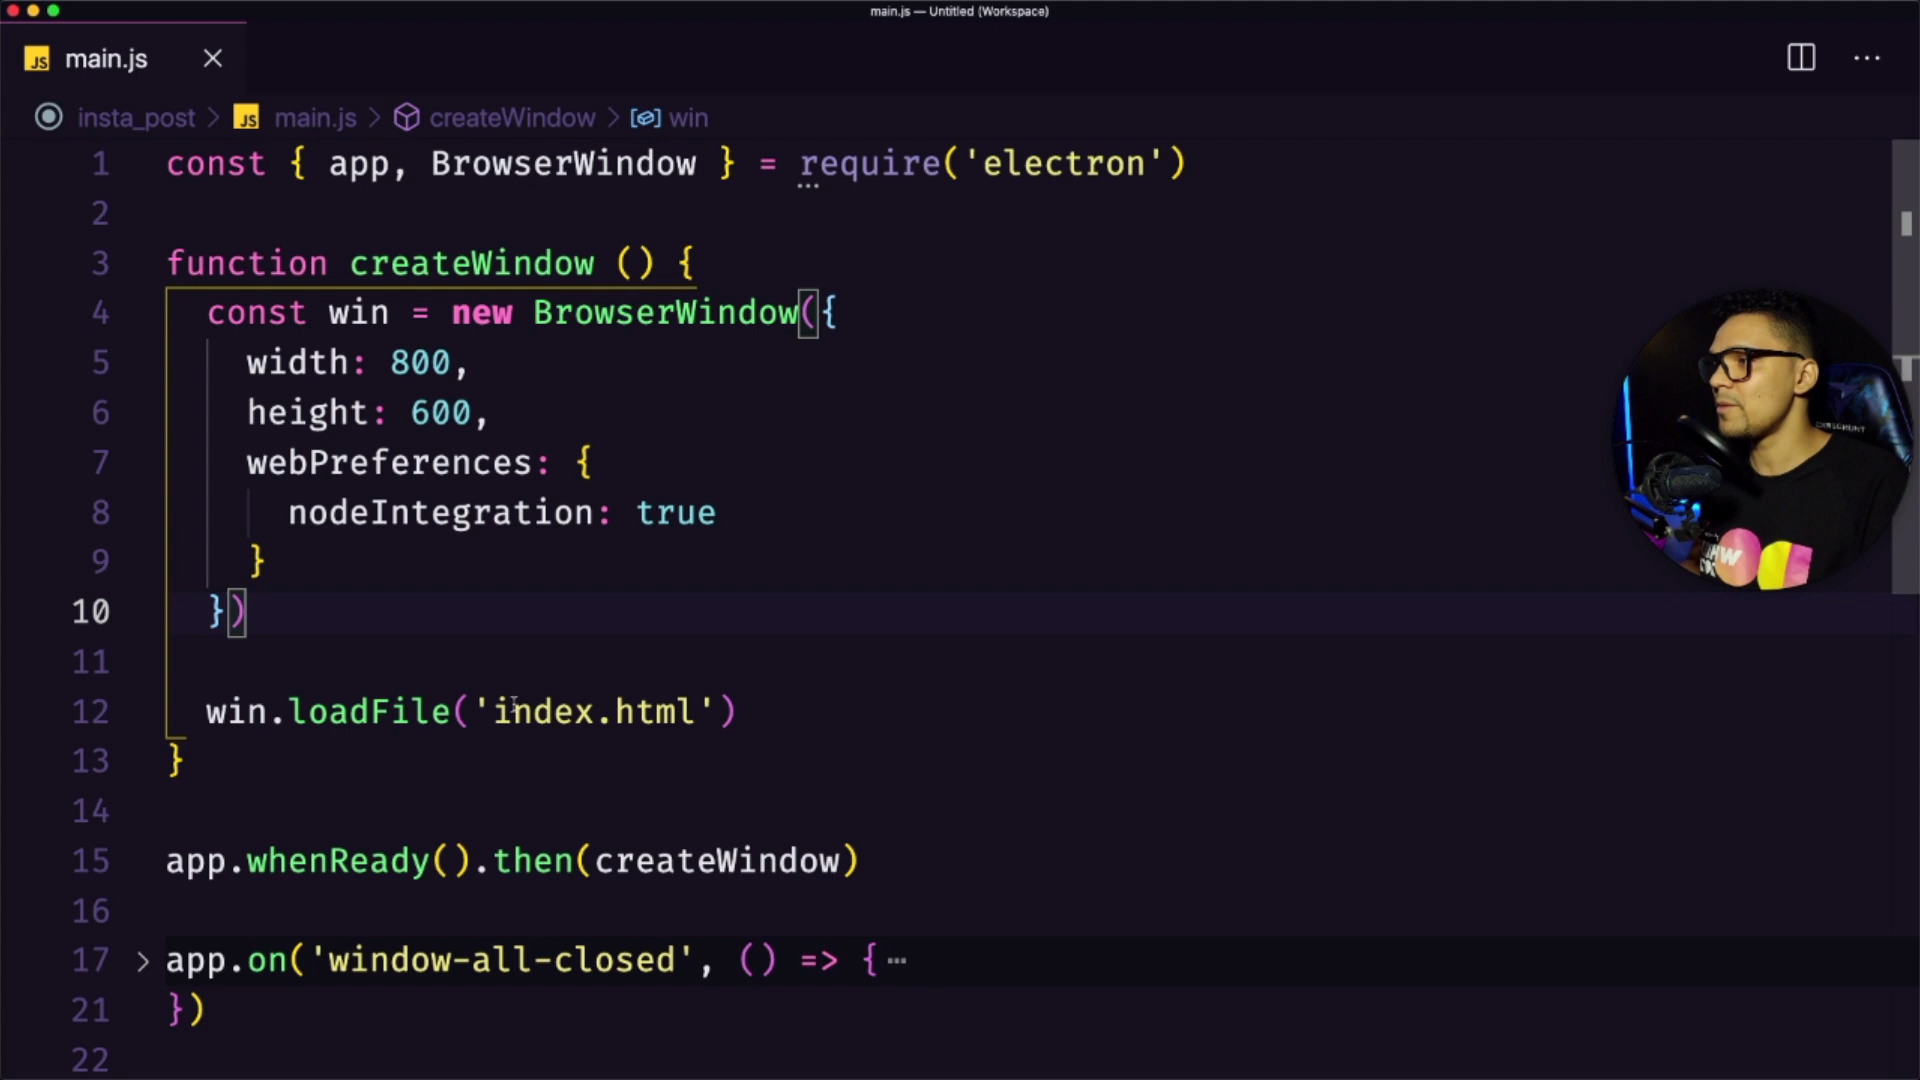 main.js — Untitled (Workspace)
JS main.js
insta_post > JS main.js > createWindow > win
1 const { app, BrowserWindow } = require('electron')
2
3 function createWindow () {
4 const win = new BrowserWindow({
5 width: 800,
6 height: 600,
7 webPreferences: {
8 nodeIntegration: true
9 }
10 })
11
12 win.loadFile('index.html')
13 }
14
15 app.whenReady().then(createWindow)
16
17 > app.on('window-all-closed', () => {…
21 })
22